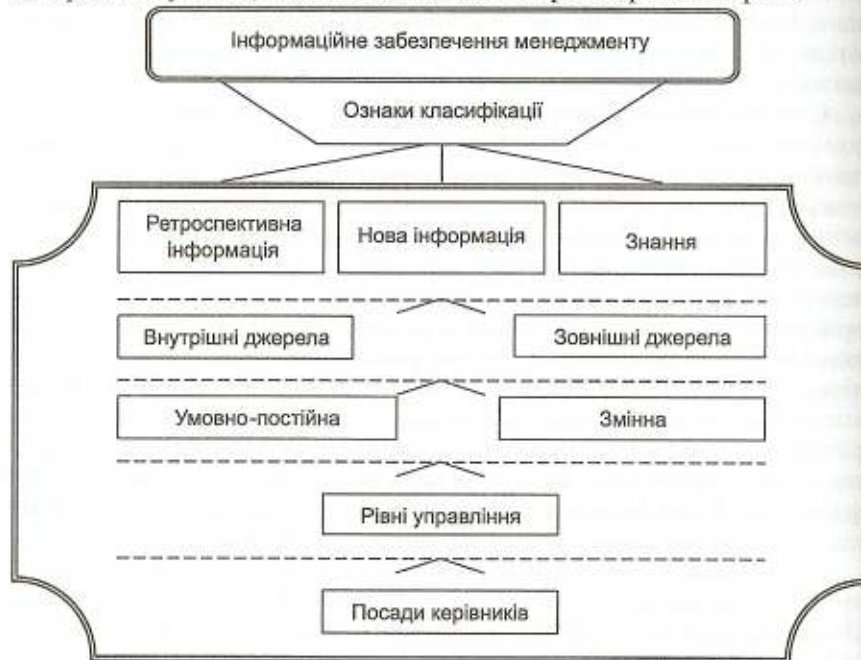 Інформаційне забезпечення менеджменту
Ознаки класифікації
Ретроспективна
інформація
Нова інформація
Знання
Внутрішні джерела
Зовнішні джерела
Умовно-постійна
Змінна
Рівні управління
Посади керівників